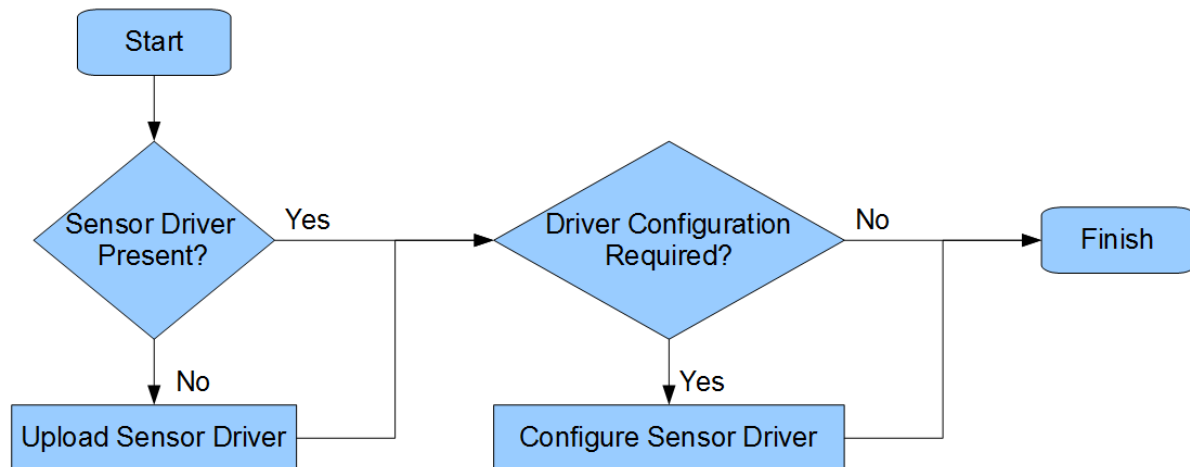 Start
Sensor Driver
Present?
Yes
No
Upload Sensor Driver
Driver Configuration
Required?
No
Yes
Configure Sensor Driver
Finish